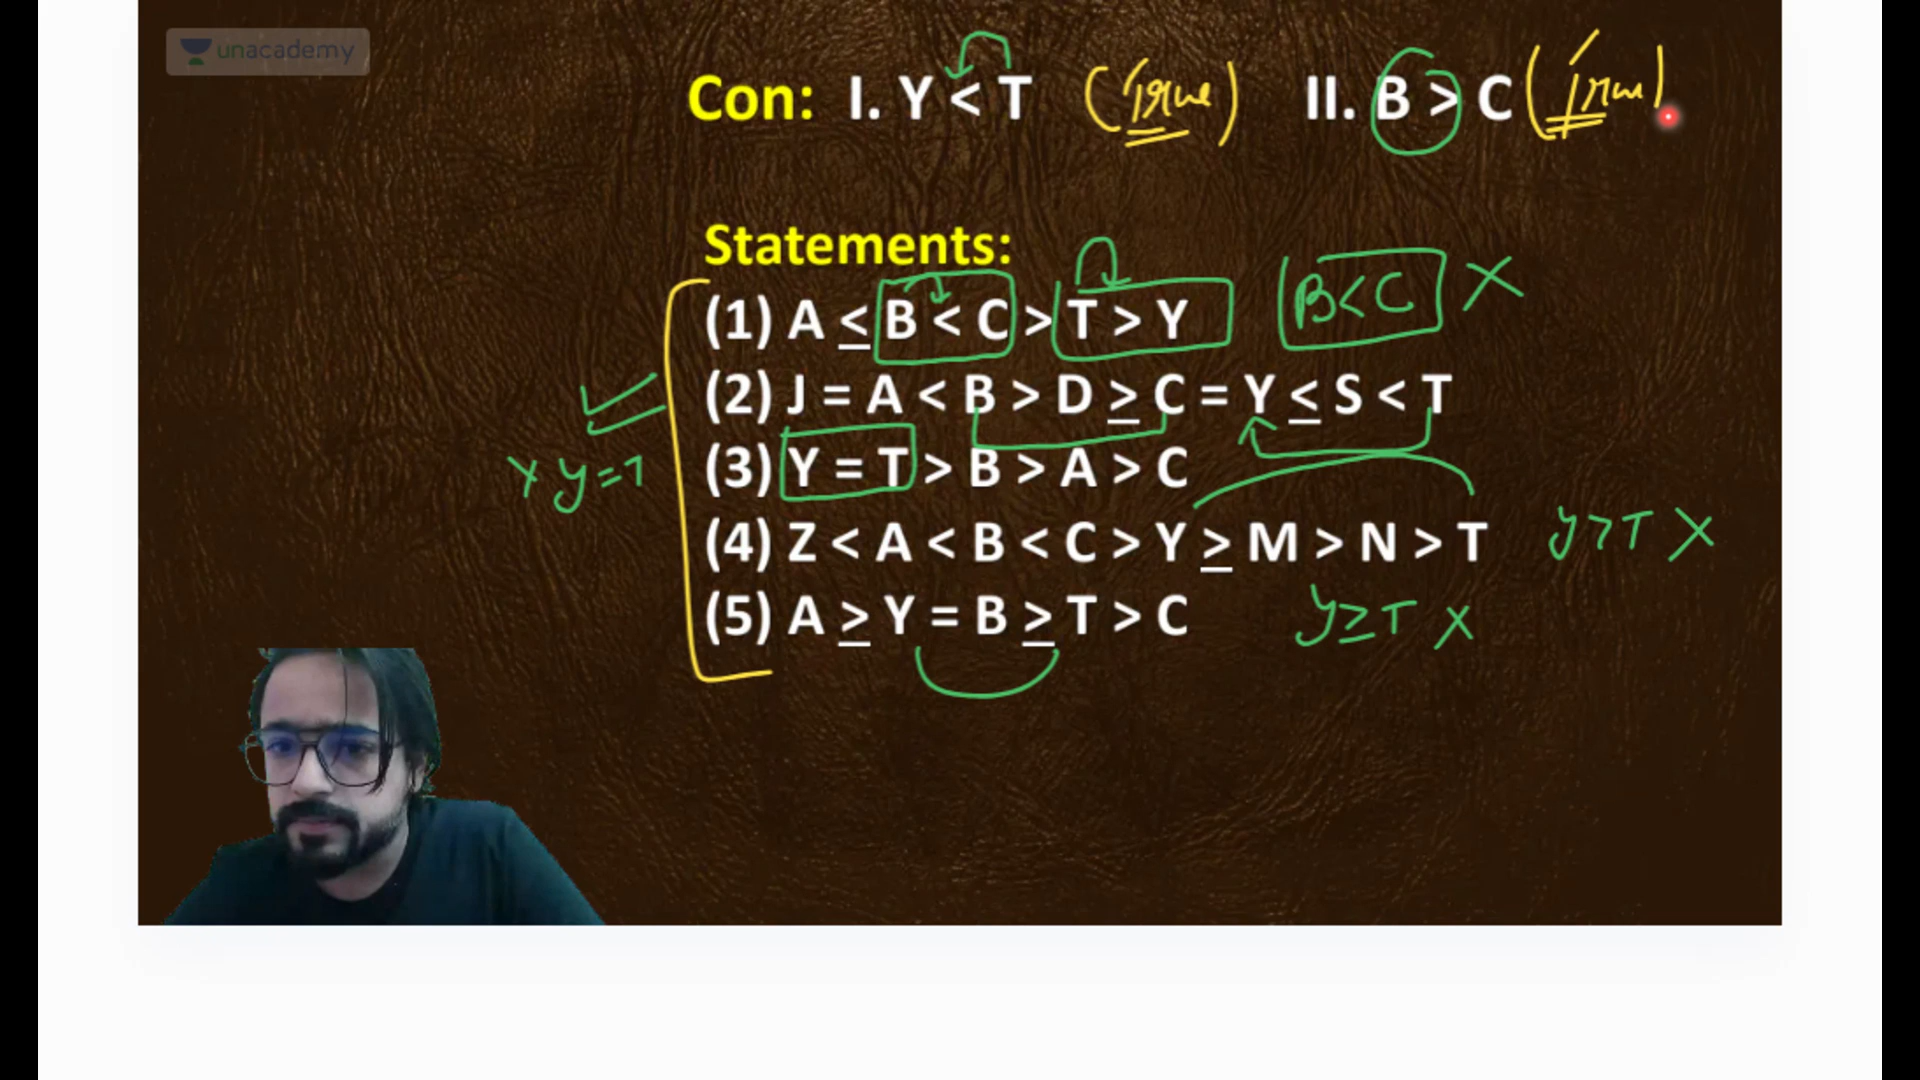 unacademy
Con: I. Y < T (True) II. B > C (True)
Statements:
(1) A ≤ B < C > T > Y B<C X
(2) J = A < B > D ≥ C = Y ≤ S < T
X y=T (3) Y = T > B > A > C
(4) Z < A < B < C > Y ≥ M > N > T y>T X
(5) A ≥ Y = B ≥ T > C y≥T X